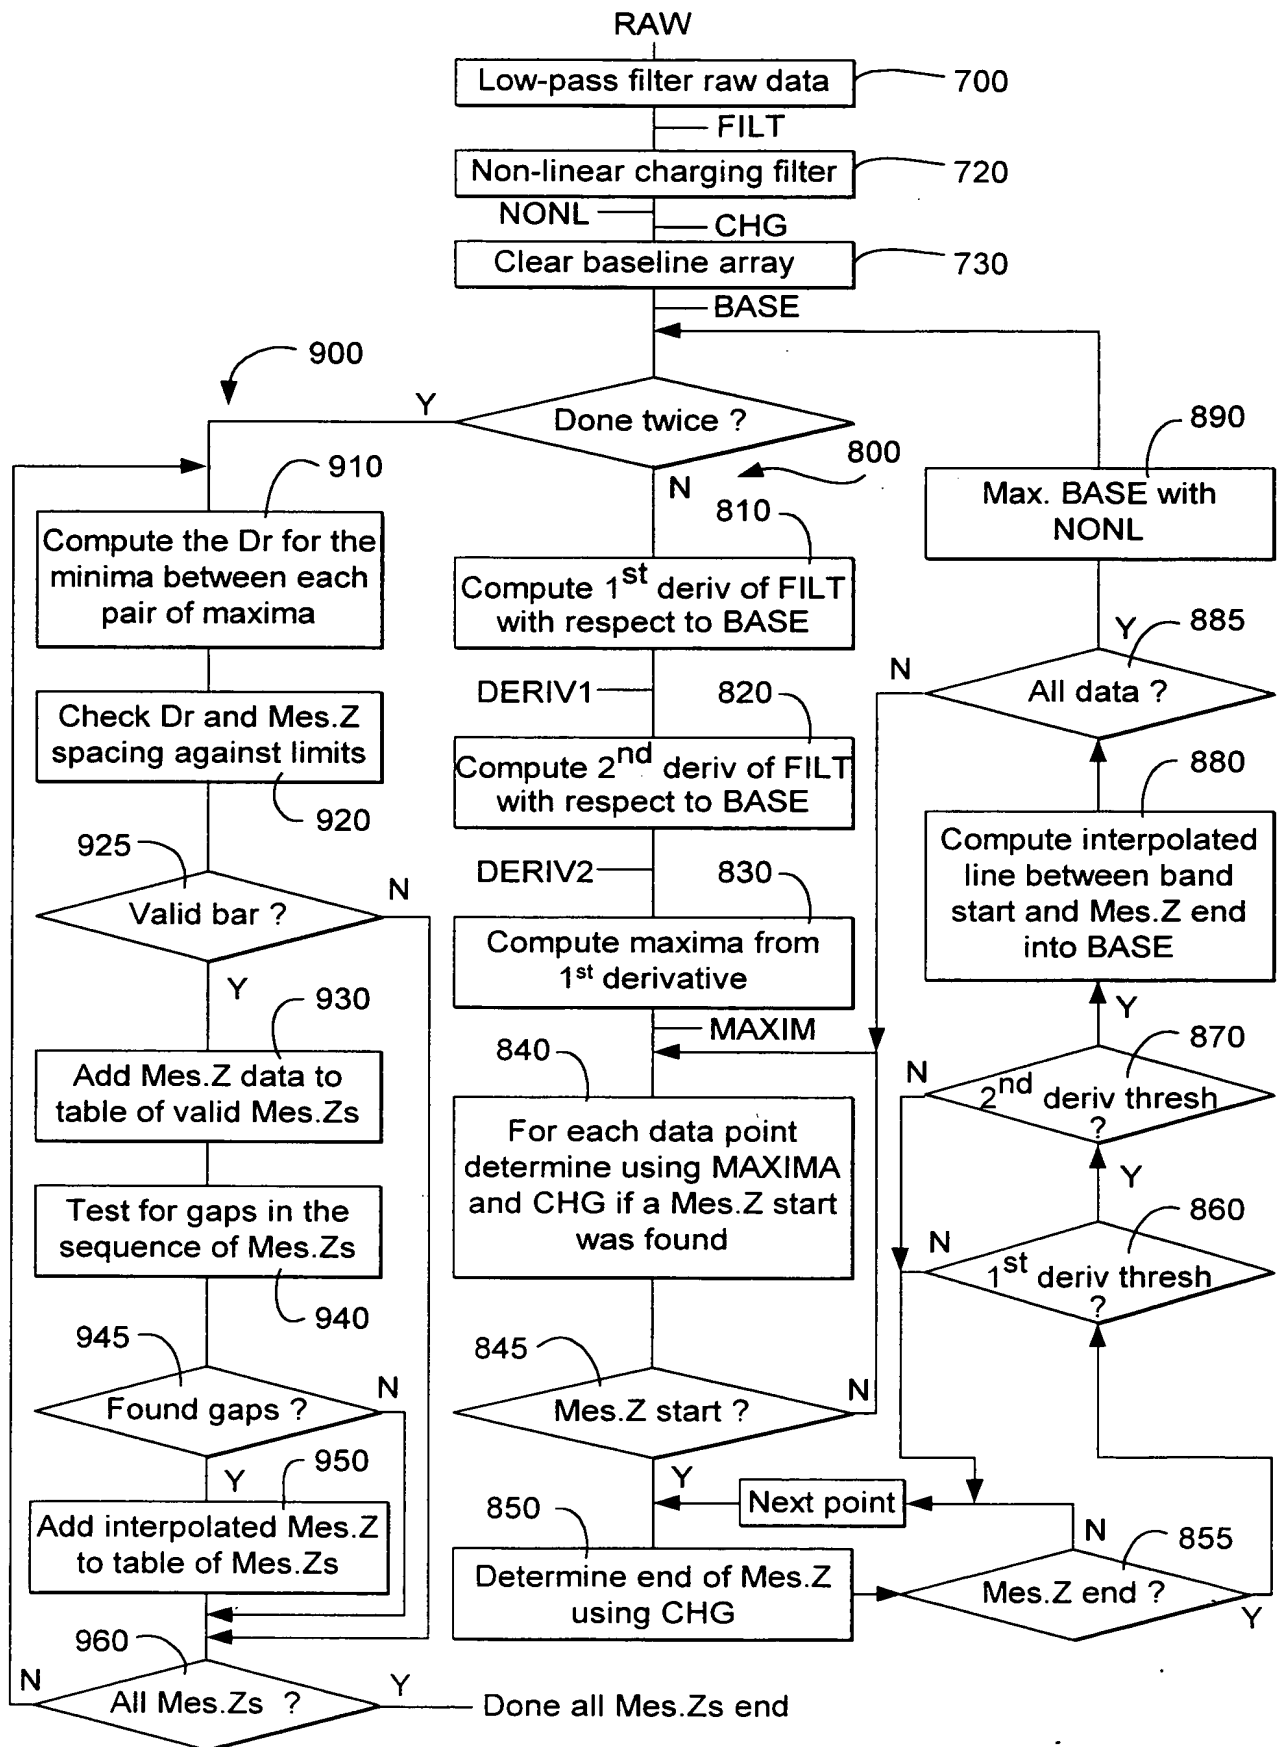 RAW
Low-pass filter raw data
700
FILT
Non-linear charging filter
720
NONL
CHG
Clear baseline array
730
BASE
900
Y
Done twice ?
N
800
910
Compute the Dr for the
minima between each
pair of maxima
Check Dr and Mes.Z
spacing against limits
920
925
Valid bar ?
N
Y
930
Add Mes.Z data to
table of valid Mes.Zs
Test for gaps in the
sequence of Mes.Zs
940
945
Found gaps ?
N
Y
950
Add interpolated Mes.Z
to table of Mes.Zs
960
N
All Mes.Zs ?
Y
Done all Mes.Zs end
810
Compute 1st deriv of FILT
with respect to BASE
DERIV1
820
Compute 2nd deriv of FILT
with respect to BASE
DERIV2
830
Compute maxima from
1st derivative
MAXIM
840
For each data point
determine using MAXIMA
and CHG if a Mes.Z start
was found
845
Mes.Z start ?
N
Y
Next point
850
Determine end of Mes.Z
using CHG
N
855
Mes.Z end ?
Y
890
Max. BASE with
NONL
Y
885
N
All data ?
880
Compute interpolated
line between band
start and Mes.Z end
into BASE
Y
870
N
2nd deriv thresh
?
Y
860
N
1st deriv thresh
?